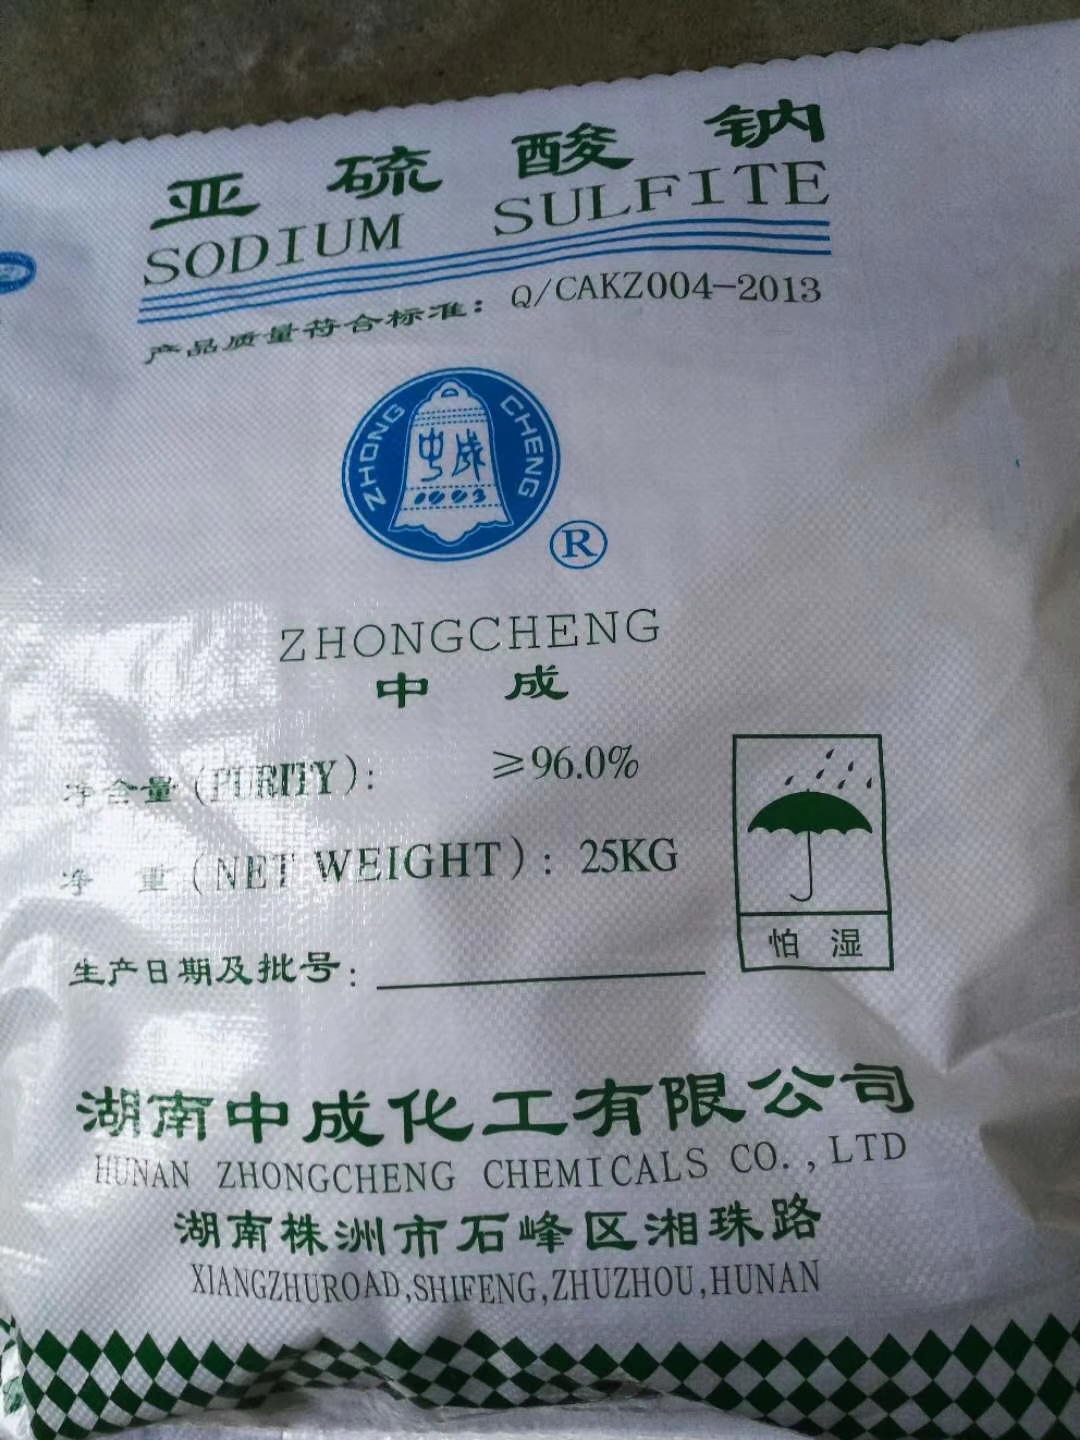 亚硫酸钠
SODIUM SULFITE
产品质量符合标准：Q/CAKZ004-2013
ZHONG CHENG
中成
®
ZHONGCHENG
中成
净含量(PURITY): ≥96.0%
净重(NET WEIGHT): 25KG
怕湿
生产日期及批号:
湖南中成化工有限公司
HUNAN ZHONGCHENG CHEMICALS CO.,LTD
湖南株洲市石峰区湘珠路
XIANGZHUROAD,SHIFENG,ZHUZHOU,HUNAN